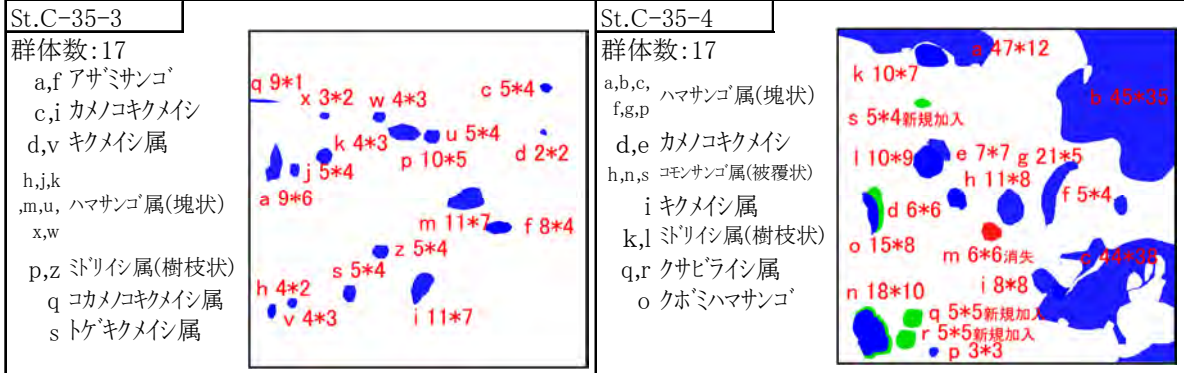 St.C-35-3
群体数:17
a,f アザミサンゴ
c,i カメノコキクメイシ
d,v キクメイシ属
h,j,k
,m,u, ハマサンゴ属(塊状)
x,w
p,z ミドリイシ属(樹枝状)
q コカメノコキクメイシ属
s トゲキクメイシ属
q 9*1
x 3*2
w 4*3
c 5*4
k 4*3
u 5*4
j 5*4
p 10*5
d 2*2
a 9*6
m 11*7
f 8*4
z 5*4
s 5*4
h 4*2
v 4*3
i 11*7
St.C-35-4
群体数:17
a,b,c,
f,g,p ハマサンゴ属(塊状)
d,e カメノコキクメイシ
h,n,s コモンサンゴ属(被覆状)
i キクメイシ属
k,l ミドリイシ属(樹枝状)
q,r クサビライシ属
o クボミハマサンゴ
a 47*12
k 10*7
b 45*35
s 5*4新規加入
l 10*9
e 7*7
g 21*5
h 11*8
f 5*4
d 6*6
o 15*8
m 6*6消失
c 44*38
n 18*10
i 8*8
q 5*5新規加入
r 5*5新規加入
p 3*3